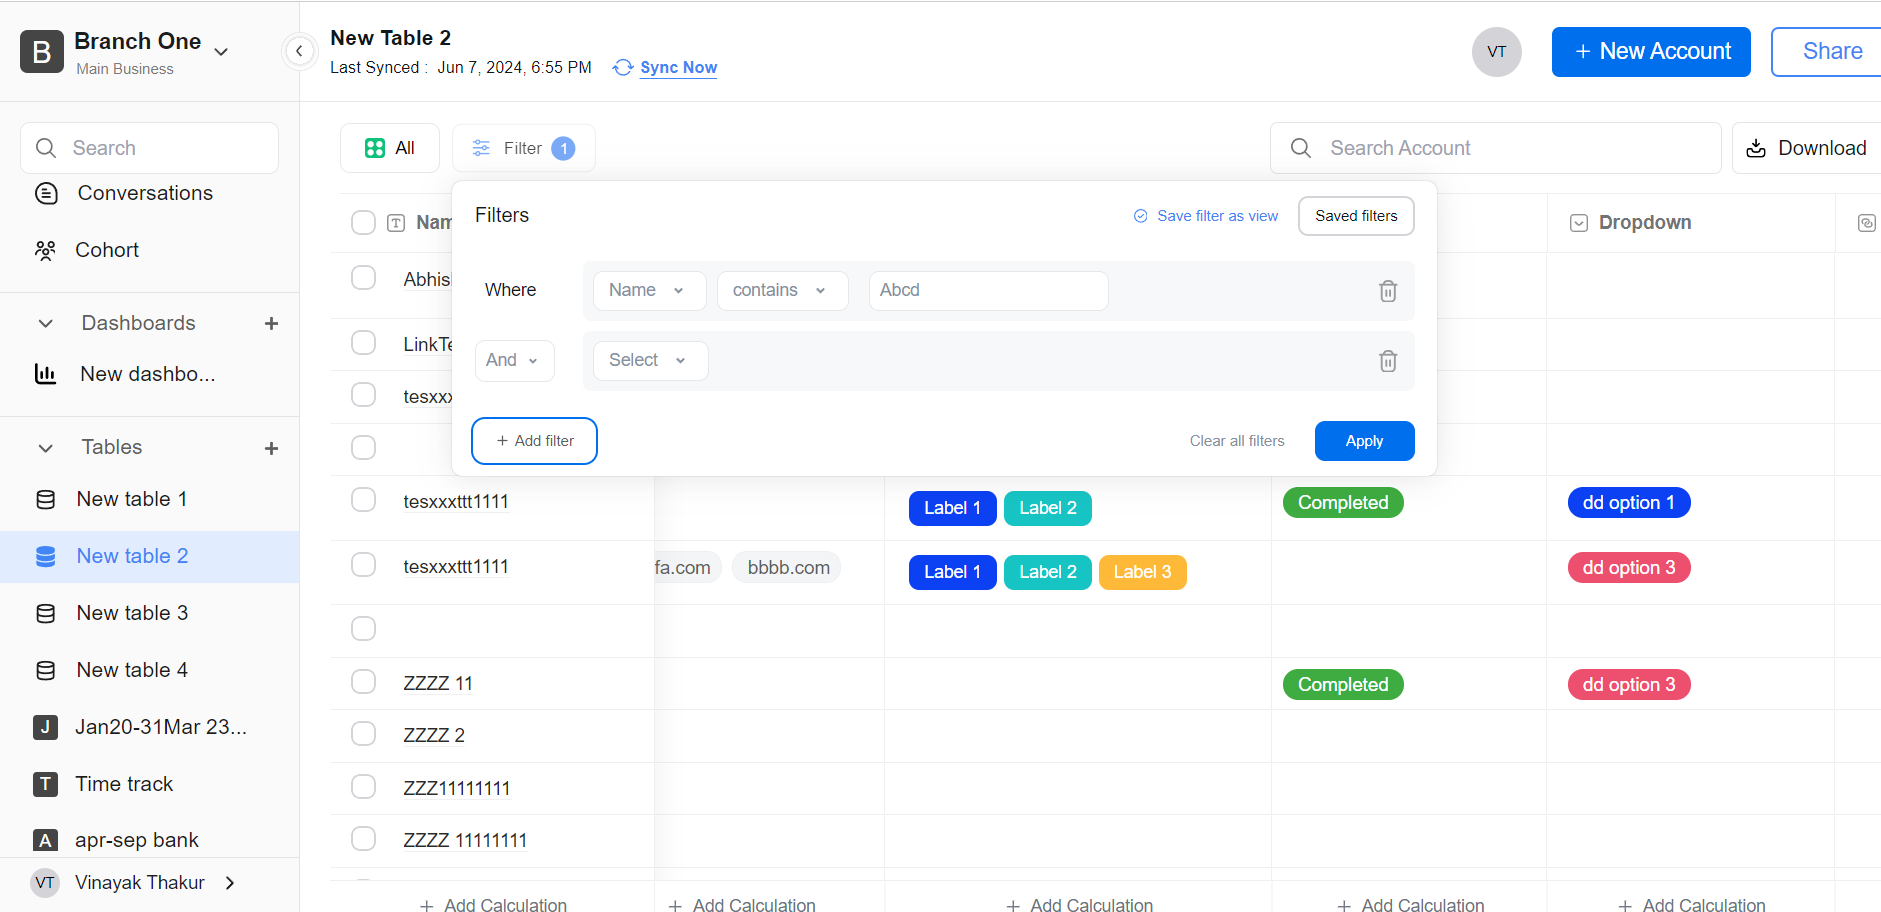 B
Branch One
Main Business
Search
Conversations
Cohort
Dashboards
New dashbo...
Tables
New table 1
New table 2
New table 3
New table 4
J Jan20-31Mar 23...
T Time track
A apr-sep bank
VT Vinayak Thakur
New Table 2
Last Synced : Jun 7, 2024, 6:55 PM Sync Now
VT
+ New Account
Share
All
Filter 1
Search Account
Download
Filters
Save filter as view
Saved filters
Where Name contains Abcd
And Select
+ Add filter
Clear all filters
Apply
T Nam
Dropdown
Abhis
LinkTe
tesxxx
tesxxxttt1111 Label 1 Label 2 Completed dd option 1
tesxxxttt1111 fa.com bbbb.com Label 1 Label 2 Label 3 dd option 3
ZZZZ 11 Completed dd option 3
ZZZZ 2
ZZZ11111111
ZZZZ 11111111
+ Add Calculation + Add Calculation + Add Calculation + Add Calculation + Add Calculation